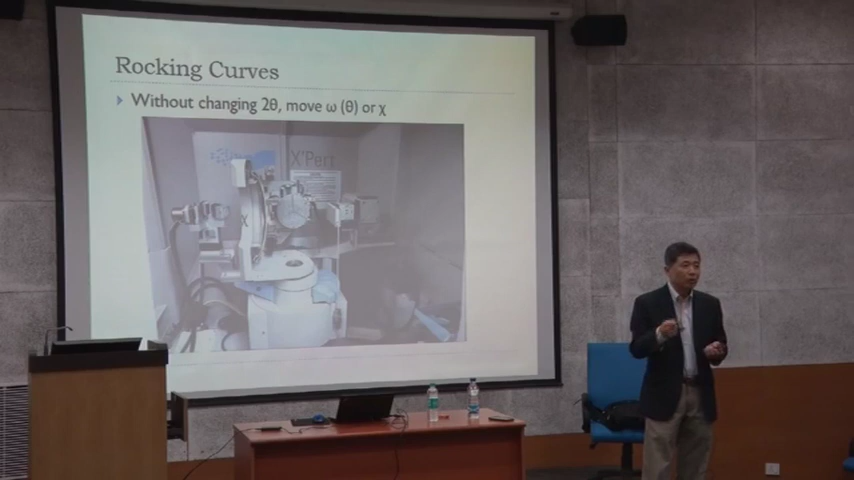 Rocking Curves
Without changing 2θ, move ω (θ) or χ
X'Pert
X